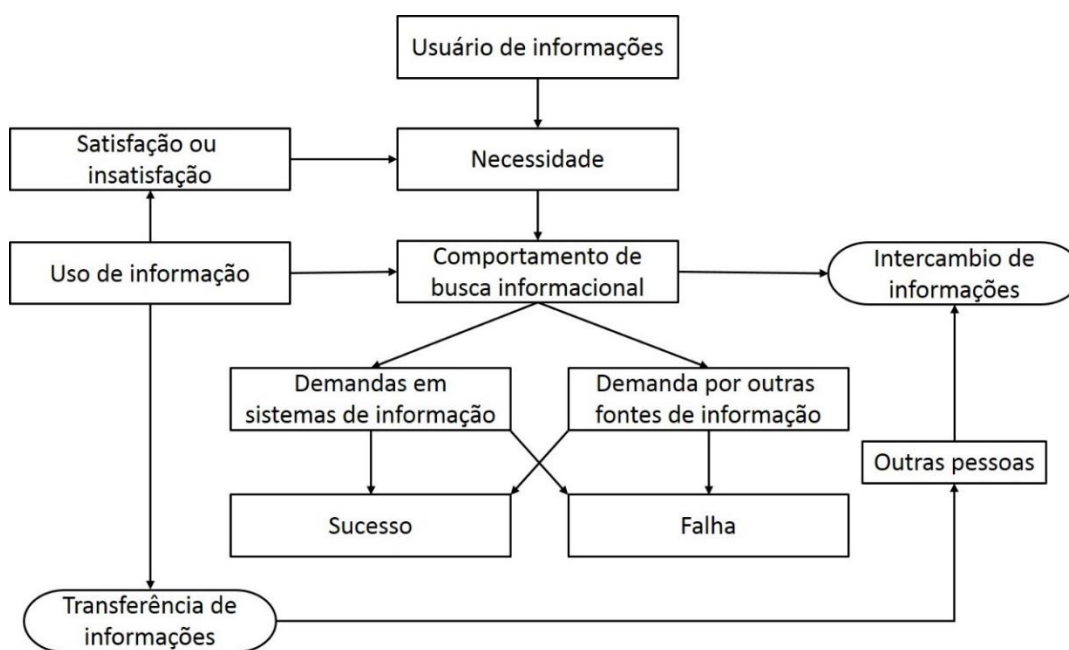 Usuário de informações
Satisfação ou
insatisfação
Necessidade
Uso de informação
Comportamento de
busca informacional
Intercambio de
informações
Demandas em
sistemas de informação
Demanda por outras
fontes de informação
Outras pessoas
Sucesso
Falha
Transferência de
informações